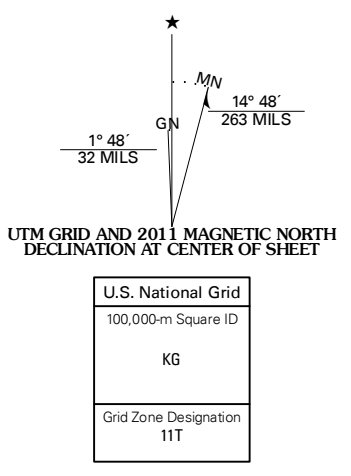 ★
MN
GN
14° 48´
263 MILS
1° 48´
32 MILS
UTM GRID AND 2011 MAGNETIC NORTH
DECLINATION AT CENTER OF SHEET
U.S. National Grid
100,000-m Square ID
KG
Grid Zone Designation
11T